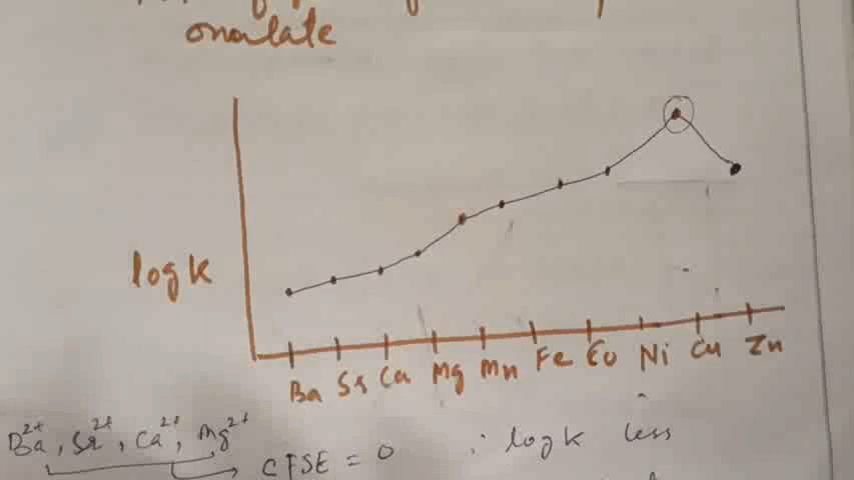 onalate
log K
Ba Sr Ca Mg Mn Fe Co Ni Cu Zn
Ba²⁺, Sr²⁺, Ca²⁺, Mg²⁺
CFSE = 0 ∴ log K less